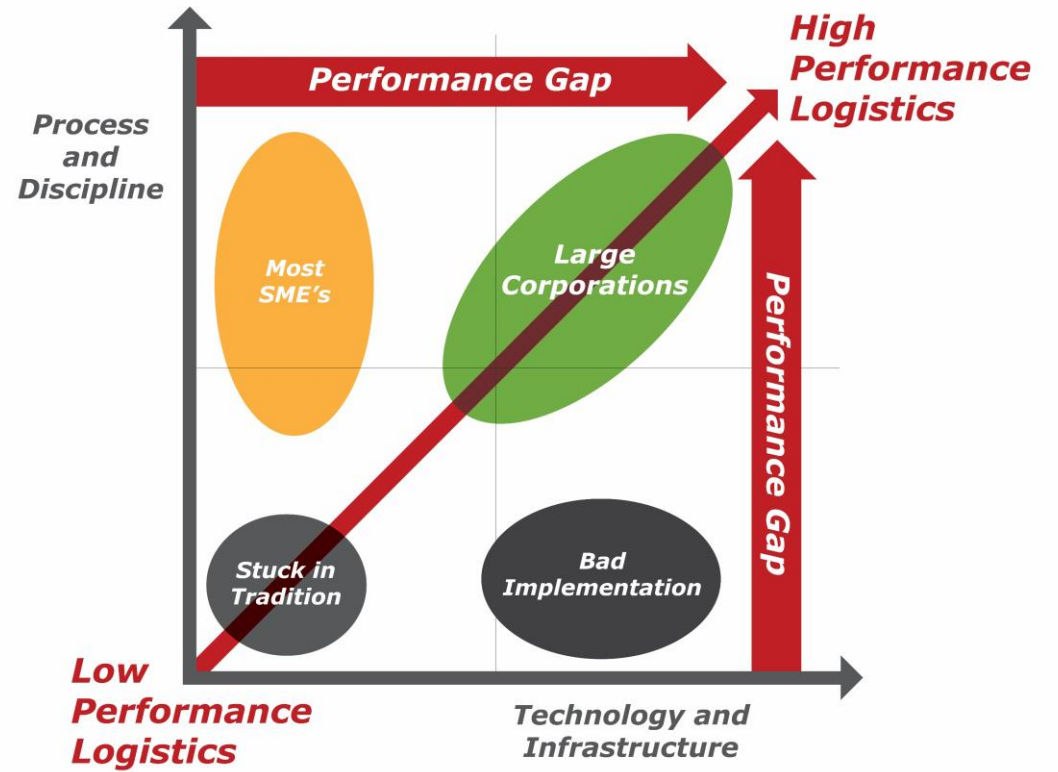 High
Performance
Logistics
Performance Gap
Process
and
Discipline
Most
SME's
Large
Corporations
Performance Gap
Stuck in
Tradition
Bad
Implementation
Low
Performance
Logistics
Technology and
Infrastructure